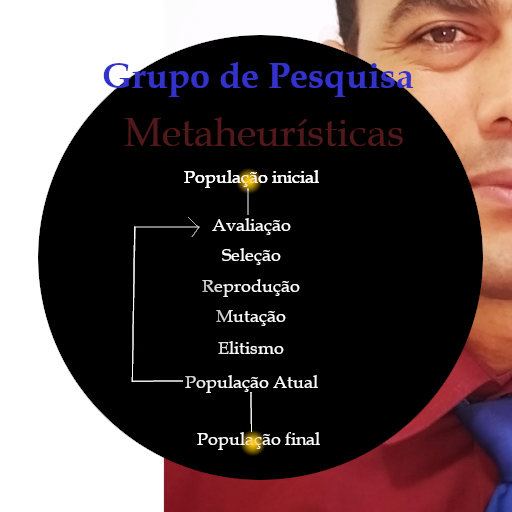 Grupo de Pesquisa
Metaheurísticas
População inicial
Avaliação
Seleção
Reprodução
Mutação
Elitismo
População Atual
População final